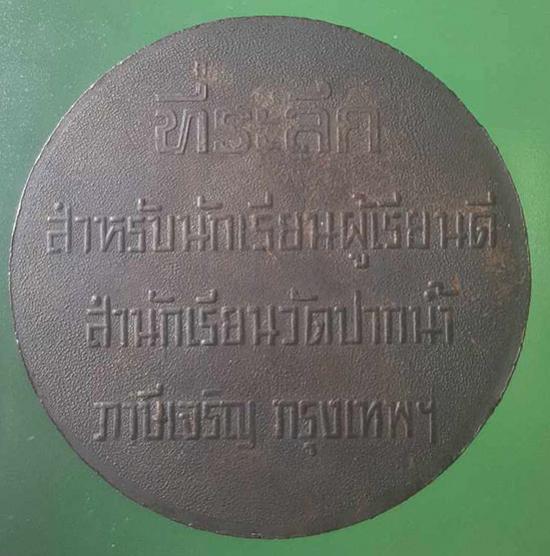 ที่ระลึก
สำหรับนักเรียนผู้เรียนดี
สำนักเรียนวัดปากน้ำ
ภาษีเจริญ กรุงเทพฯ